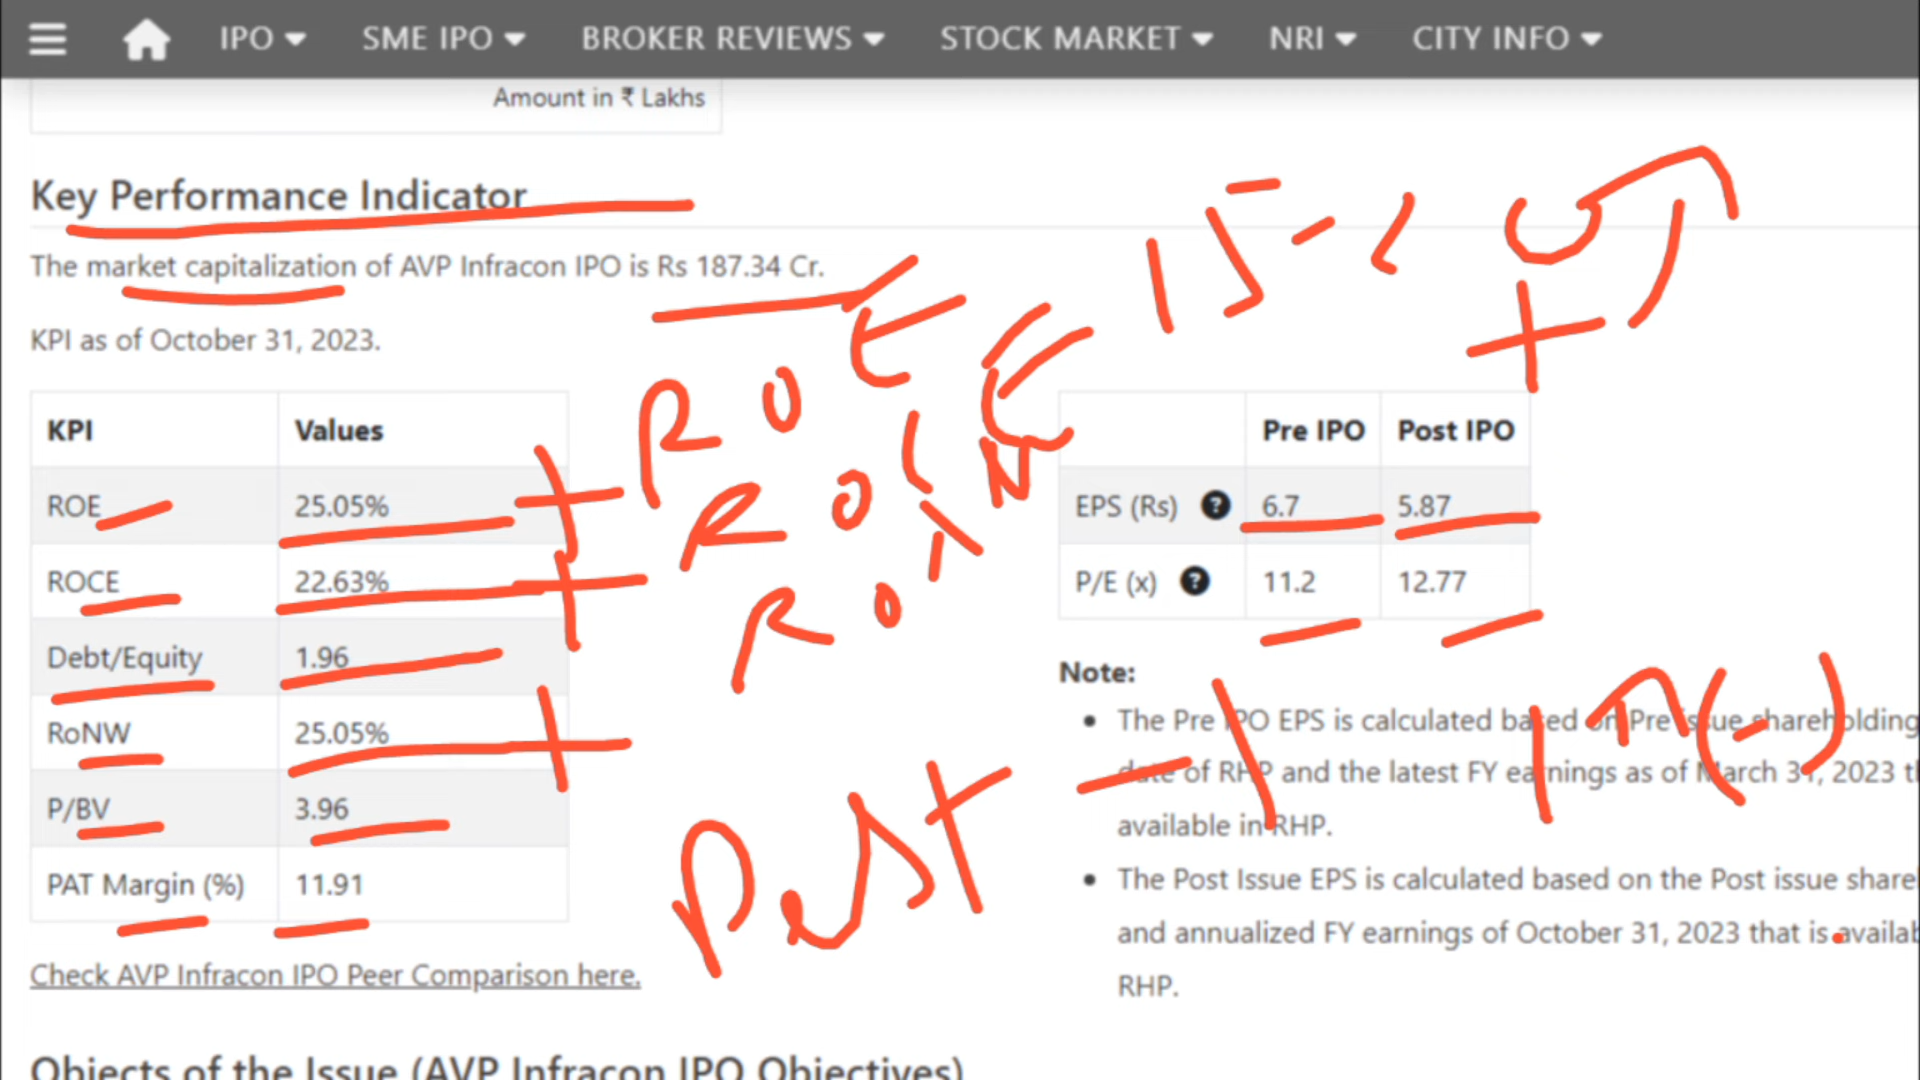 IPO SME IPO BROKER REVIEWS STOCK MARKET NRI CITY INFO
Amount in ₹ Lakhs
Key Performance Indicator
The market capitalization of AVP Infracon IPO is Rs 187.34 Cr.
KPI as of October 31, 2023.
KPI Values
ROE 25.05%
ROCE 22.63%
Debt/Equity 1.96
RoNW 25.05%
P/BV 3.96
PAT Margin (%) 11.91
Check AVP Infracon IPO Peer Comparison here.
ROE 15-20
+
ROCE
RoNW
Pre IPO Post IPO
EPS (Rs) 6.7 5.87
P/E (x) 11.2 12.77
Note:
The Pre IPO EPS is calculated based on Pre issue shareholding
date of RHP and the latest FY earnings as of March 31, 2023 t
available in RHP.
The Post Issue EPS is calculated based on the Post issue share
and annualized FY earnings of October 31, 2023 that is availab
RHP.
Objects of the Issue (AVP Infracon IPO Objectives)